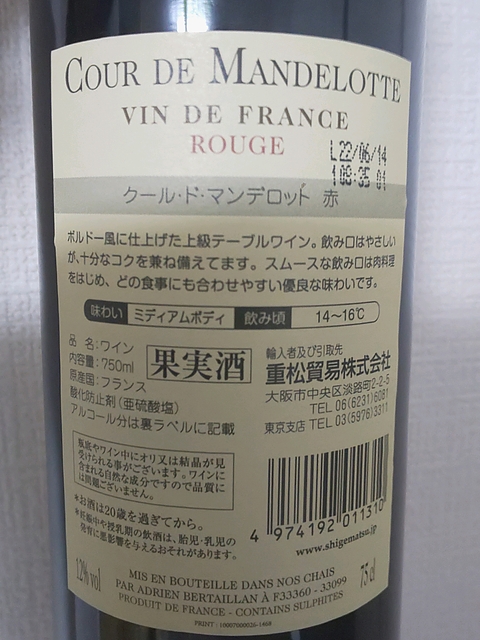 COUR DE MANDELOTTE
VIN DE FRANCE
ROUGE
L22/06/14
1 08:35 01
クール・ド・マンデロット 赤
ボルドー風に仕上げた上級テーブルワイン。飲み口はやさしい
が、十分なコクを兼ね備えてます。スムースな飲み口は肉料理
をはじめ、どの食事にも合わせやすい優良な味わいです。
味わい ミディアムボディ 飲み頃 14～16℃
品 名:ワイン
内容量:750ml
原産国:フランス
酸化防止剤(亜硫酸塩)
アルコール分は裏ラベルに記載
果実酒
輸入者及び引取先
重松貿易株式会社
大阪市中央区淡路町2-2-5
TEL 06(6231)6081
東京支店 TEL 03(5976)3311
瓶底やワイン中にオリ又は結晶が見
受けられる事がございます。ワインに
含まれる自然な成分ですので品質に
は問題ございません。
*お酒は20歳を過ぎてから。
*妊娠中や授乳期の飲酒は、胎児・乳児の
発育に悪影響を与えるおそれがあります。
4 974192 011310
www.shigematsu.jp
12% vol
MIS EN BOUTEILLE DANS NOS CHAIS
PAR ADRIEN BERTAILLAN À F33360 - 33099
PRODUIT DE FRANCE - CONTAINS SULPHITES
75 cl
PRINT : 10007000026-1468